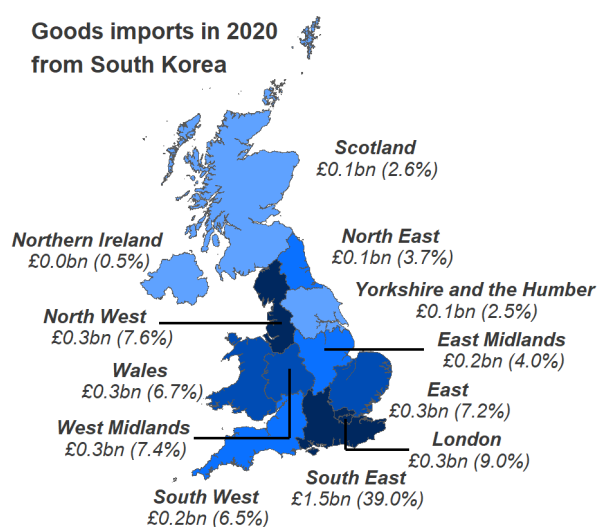 Goods imports in 2020
from South Korea
Scotland
£0.1bn (2.6%)
Northern Ireland
£0.0bn (0.5%)
North East
£0.1bn (3.7%)
Yorkshire and the Humber
£0.1bn (2.5%)
North West
£0.3bn (7.6%)
East Midlands
£0.2bn (4.0%)
Wales
£0.3bn (6.7%)
East
£0.3bn (7.2%)
West Midlands
£0.3bn (7.4%)
London
£0.3bn (9.0%)
South East
£1.5bn (39.0%)
South West
£0.2bn (6.5%)